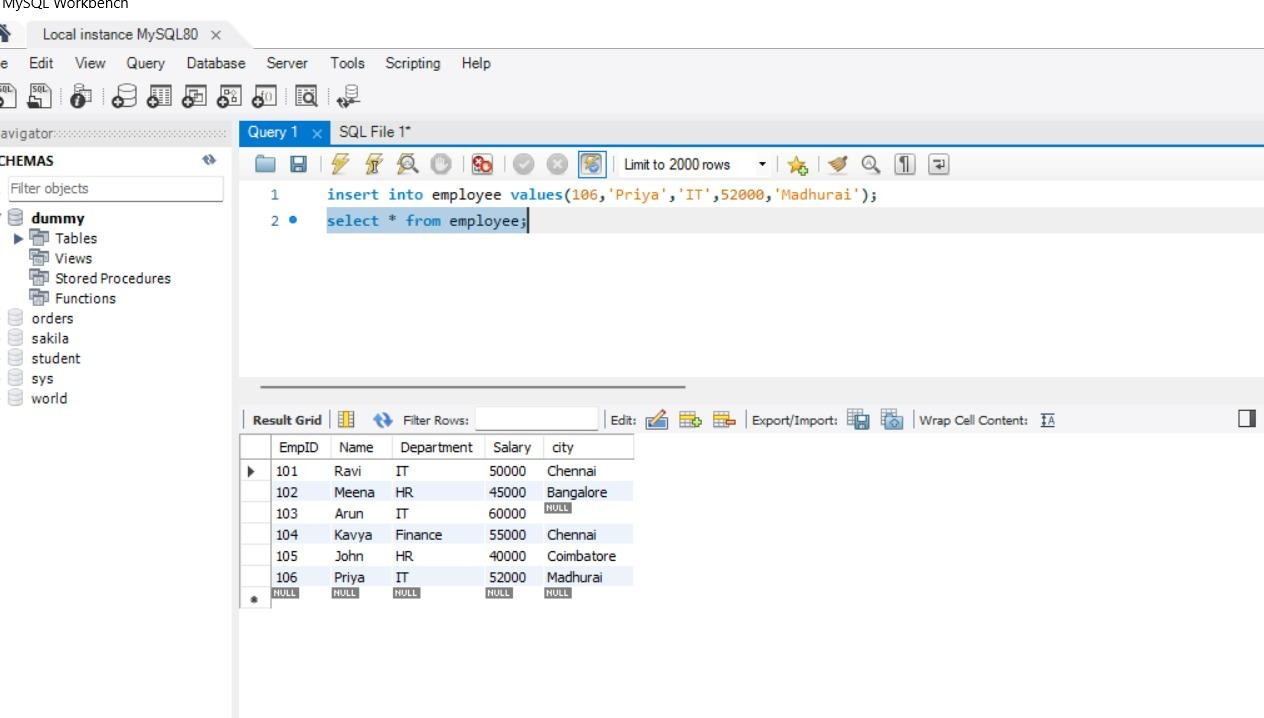 MySQL Workbench
Local instance MySQL80
e Edit View Query Database Server Tools Scripting Help
avigator
Query 1 SQL File 1*
CHEMAS
Limit to 2000 rows
Filter objects
1 insert into employee values(106,'Priya','IT',52000,'Madhurai');
2 select * from employee;
dummy
Tables
Views
Stored Procedures
Functions
orders
sakila
student
sys
world
Result Grid Filter Rows: Edit: Export/Import: Wrap Cell Content:
EmpID Name Department Salary city
101 Ravi IT 50000 Chennai
102 Meena HR 45000 Bangalore
103 Arun IT 60000 NULL
104 Kavya Finance 55000 Chennai
105 John HR 40000 Coimbatore
106 Priya IT 52000 Madhurai
NULL NULL NULL NULL NULL